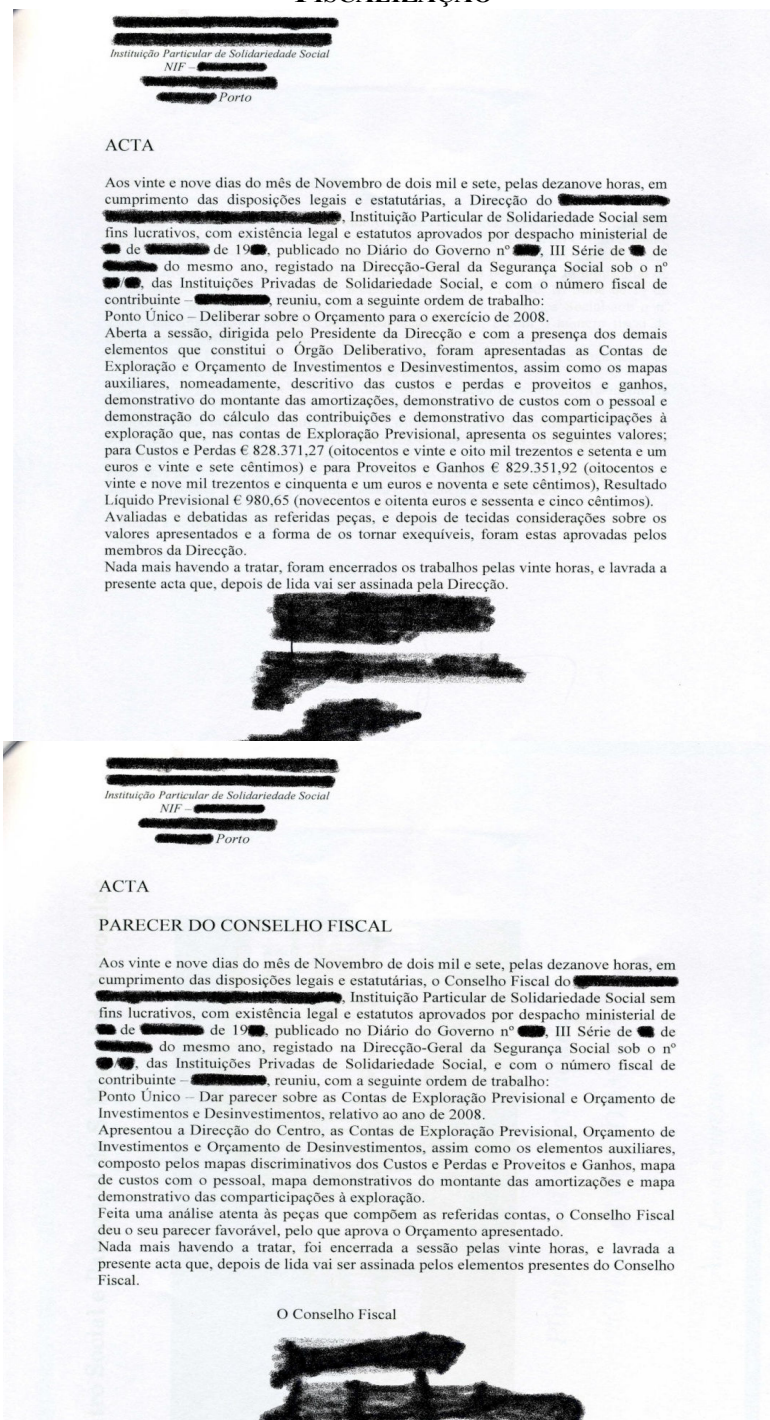 FISCALIZAÇÃO
Instituição Particular de Solidariedade Social
NIF –
Porto
ACTA
Aos vinte e nove dias do mês de Novembro de dois mil e sete, pelas dezanove horas, em
cumprimento das disposições legais e estatutárias, a Direcção do
, Instituição Particular de Solidariedade Social sem
fins lucrativos, com existência legal e estatutos aprovados por despacho ministerial de
de de 19 , publicado no Diário do Governo nº , III Série de de
do mesmo ano, registado na Direcção-Geral da Segurança Social sob o nº
/ , das Instituições Privadas de Solidariedade Social, e com o número fiscal de
contribuinte – , reuniu, com a seguinte ordem de trabalho:
Ponto Único – Deliberar sobre o Orçamento para o exercício de 2008.
Aberta a sessão, dirigida pelo Presidente da Direcção e com a presença dos demais
elementos que constitui o Órgão Deliberativo, foram apresentadas as Contas de
Exploração e Orçamento de Investimentos e Desinvestimentos, assim como os mapas
auxiliares, nomeadamente, descritivo das custos e perdas e proveitos e ganhos,
demonstrativo do montante das amortizações, demonstrativo de custos com o pessoal e
demonstração do cálculo das contribuições e demonstrativo das comparticipações à
exploração que, nas contas de Exploração Previsional, apresenta os seguintes valores;
para Custos e Perdas € 828.371,27 (oitocentos e vinte e oito mil trezentos e setenta e um
euros e vinte e sete cêntimos) e para Proveitos e Ganhos € 829.351,92 (oitocentos e
vinte e nove mil trezentos e cinquenta e um euros e noventa e sete cêntimos), Resultado
Líquido Previsional € 980,65 (novecentos e oitenta euros e sessenta e cinco cêntimos).
Avaliadas e debatidas as referidas peças, e depois de tecidas considerações sobre os
valores apresentados e a forma de os tornar exequíveis, foram estas aprovadas pelos
membros da Direcção.
Nada mais havendo a tratar, foram encerrados os trabalhos pelas vinte horas, e lavrada a
presente acta que, depois de lida vai ser assinada pela Direcção.
Instituição Particular de Solidariedade Social
NIF –
Porto
ACTA
PARECER DO CONSELHO FISCAL
Aos vinte e nove dias do mês de Novembro de dois mil e sete, pelas dezanove horas, em
cumprimento das disposições legais e estatutárias, o Conselho Fiscal do
, Instituição Particular de Solidariedade Social sem
fins lucrativos, com existência legal e estatutos aprovados por despacho ministerial de
de de 19 , publicado no Diário do Governo nº , III Série de de
do mesmo ano, registado na Direcção-Geral da Segurança Social sob o nº
/ , das Instituições Privadas de Solidariedade Social, e com o número fiscal de
contribuinte – , reuniu, com a seguinte ordem de trabalho:
Ponto Único – Dar parecer sobre as Contas de Exploração Previsional e Orçamento de
Investimentos e Desinvestimentos, relativo ao ano de 2008.
Apresentou a Direcção do Centro, as Contas de Exploração Previsional, Orçamento de
Investimentos e Orçamento de Desinvestimentos, assim como os elementos auxiliares,
composto pelos mapas discriminativos dos Custos e Perdas e Proveitos e Ganhos, mapa
de custos com o pessoal, mapa demonstrativos do montante das amortizações e mapa
demonstrativo das comparticipações à exploração.
Feita uma análise atenta às peças que compõem as referidas contas, o Conselho Fiscal
deu o seu parecer favorável, pelo que aprova o Orçamento apresentado.
Nada mais havendo a tratar, foi encerrada a sessão pelas vinte horas, e lavrada a
presente acta que, depois de lida vai ser assinada pelos elementos presentes do Conselho
Fiscal.
O Conselho Fiscal